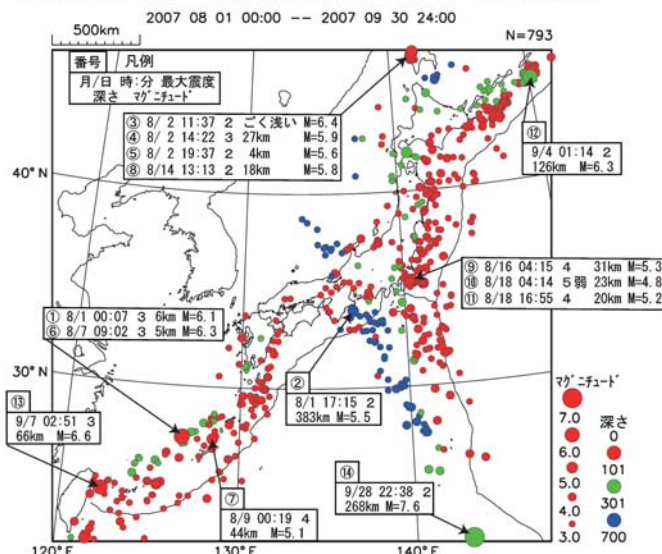 2007 08 01 00:00 -- 2007 09 30 24:00
500km
N=793
番号 凡例
月/日 時:分 最大震度
深さ マグニチュード
③ 8/ 2 11:37 2 ごく浅い M=6.4
④ 8/ 2 14:22 3 27km M=5.9
⑤ 8/ 2 19:37 2 4km M=5.6
⑧ 8/14 13:13 2 18km M=5.8
⑫
9/4 01:14 2
126km M=6.3
40°N
⑨ 8/16 04:15 4 31km M=5.3
⑩ 8/18 04:14 5弱 23km M=4.8
⑪ 8/18 16:55 4 20km M=5.2
① 8/1 00:07 3 6km M=6.1
⑥ 8/7 09:02 3 5km M=6.3
30°N
②
8/1 17:15 2
383km M=5.5
⑬
9/7 02:51 3
66km M=6.6
⑭
9/28 22:38 2
268km M=7.6
⑦
8/9 00:19 4
44km M=5.1
マグニチュード
7.0
6.0
5.0
4.0
3.0
深さ
0
101
301
700
120°E
130°E
140°E